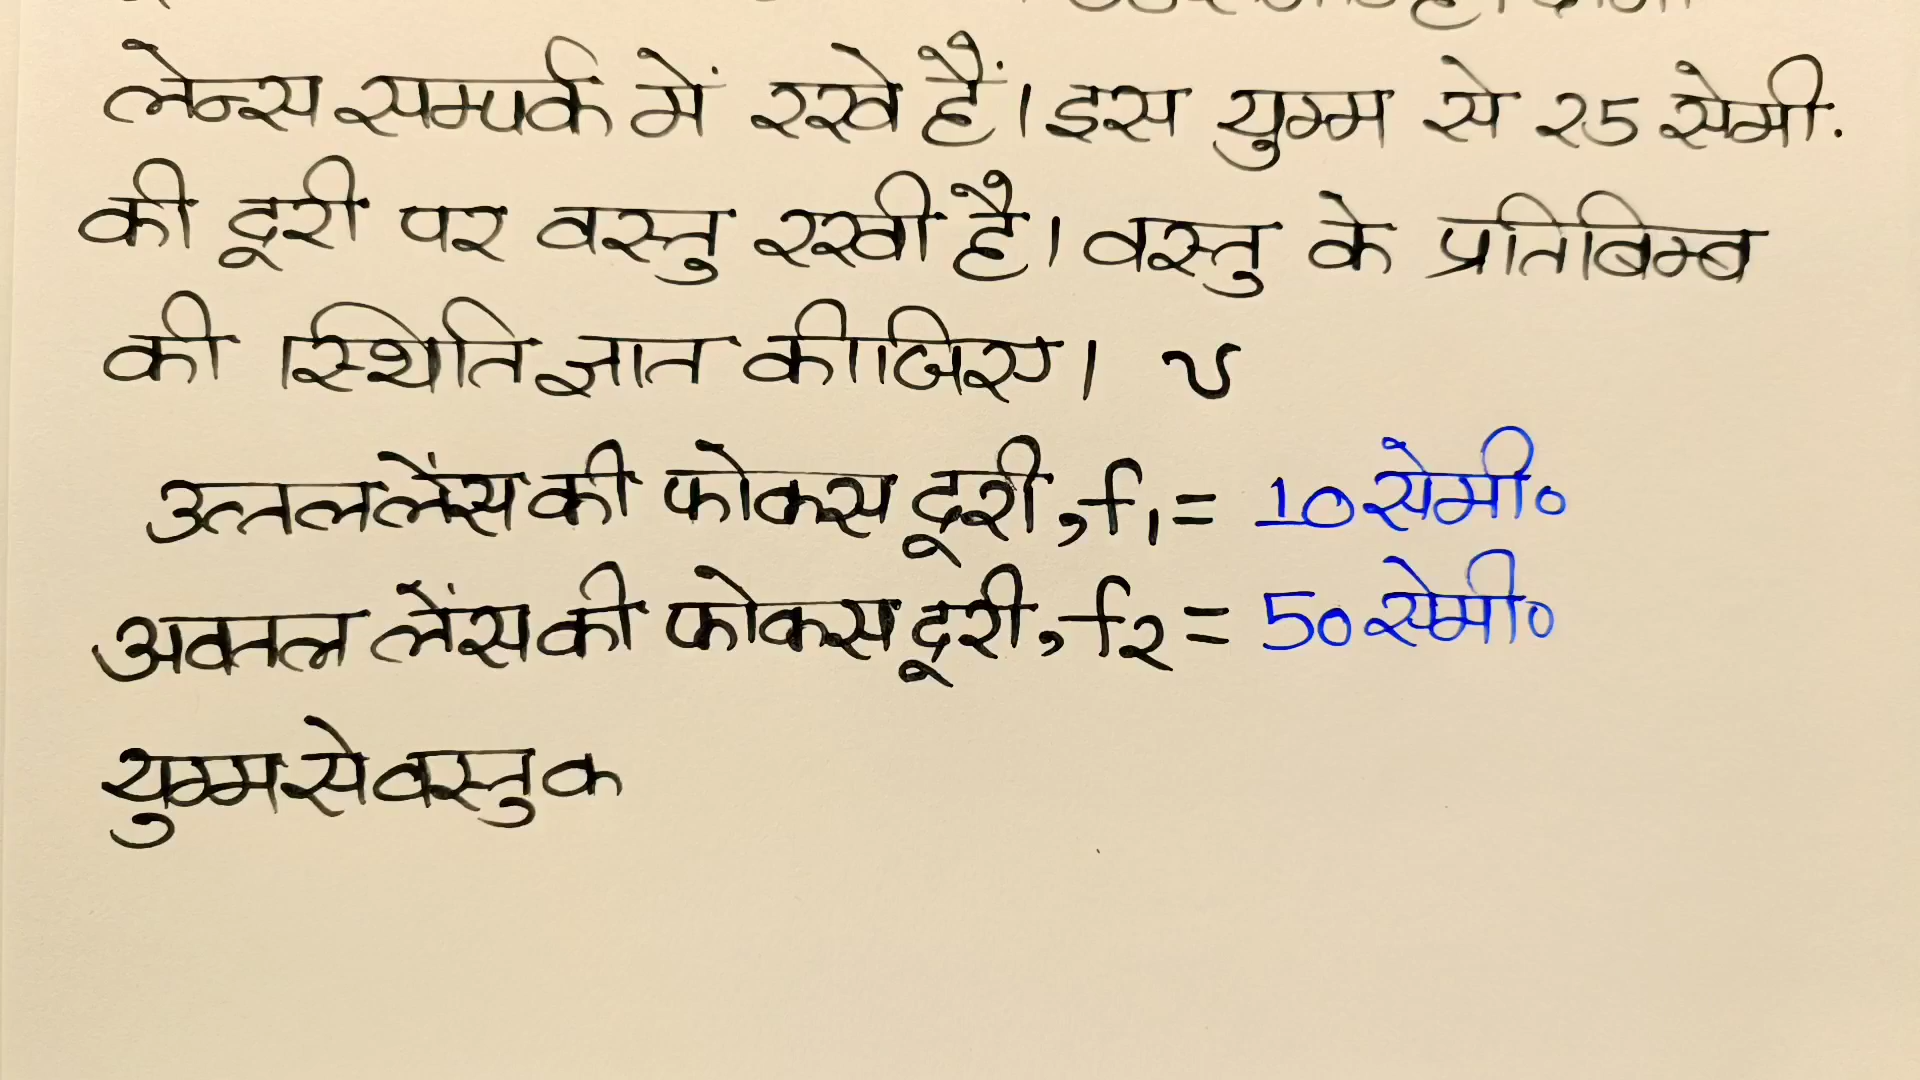 लेन्स सम्पर्क में रखे हैं। इस युग्म से 25 सेमी.
की दूरी पर वस्तु रखी है। वस्तु के प्रतिबिम्ब
की स्थिति ज्ञात कीजिए। v
उत्तल लेंस की फोकस दूरी, f1 = 10 सेमी०
अवतल लेंस की फोकस दूरी, f2 = 50 सेमी०
युग्म से वस्तु क